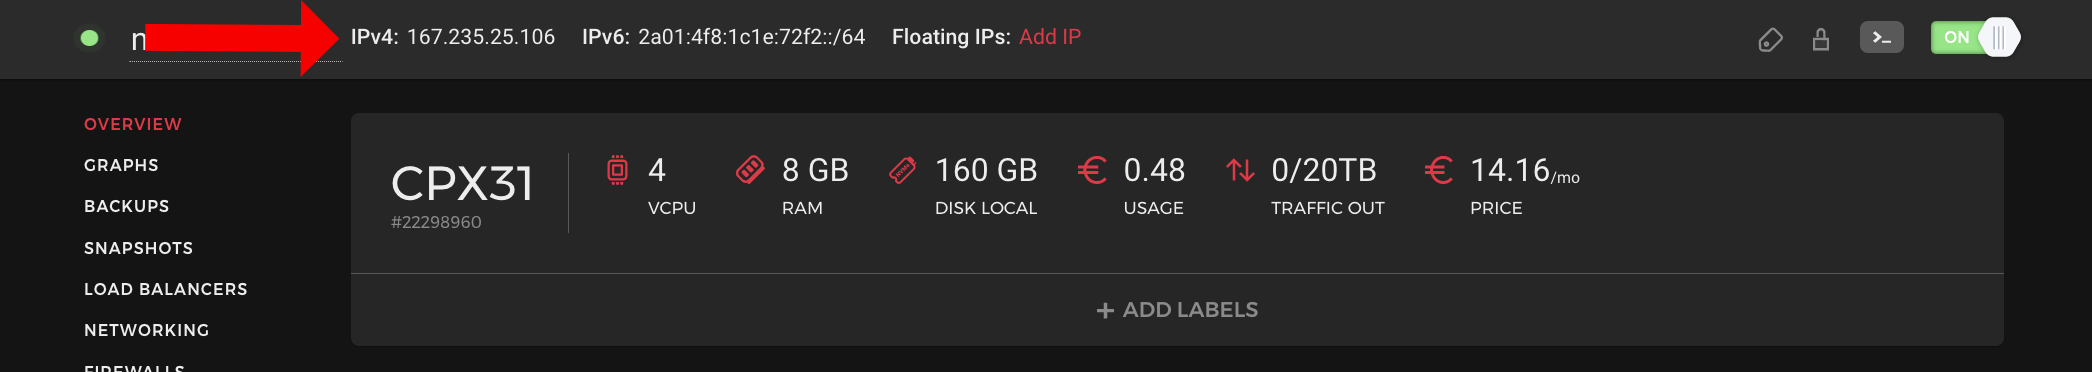 n
IPv4: 167.235.25.106 IPv6: 2a01:4f8:1c1e:72f2::/64 Floating IPs: Add IP
>_
ON
OVERVIEW
GRAPHS
BACKUPS
SNAPSHOTS
LOAD BALANCERS
NETWORKING
FIREWALLS
CPX31
#22298960
4
VCPU
8 GB
RAM
160 GB
DISK LOCAL
€ 0.48
USAGE
0/20TB
TRAFFIC OUT
€ 14.16/mo
PRICE
+ ADD LABELS